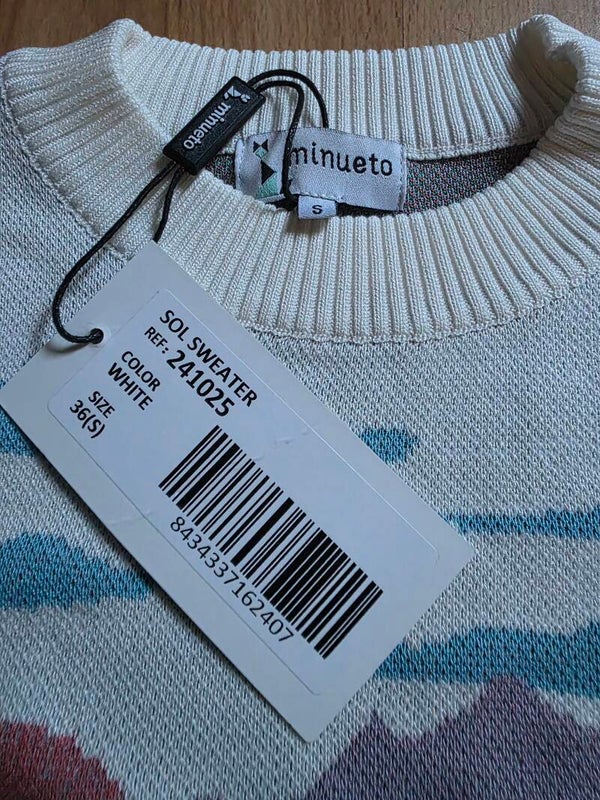 minueto
minueto
S
SOL SWEATER
REF: 241025
COLOR
WHITE
SIZE
36(S)
8434337162407